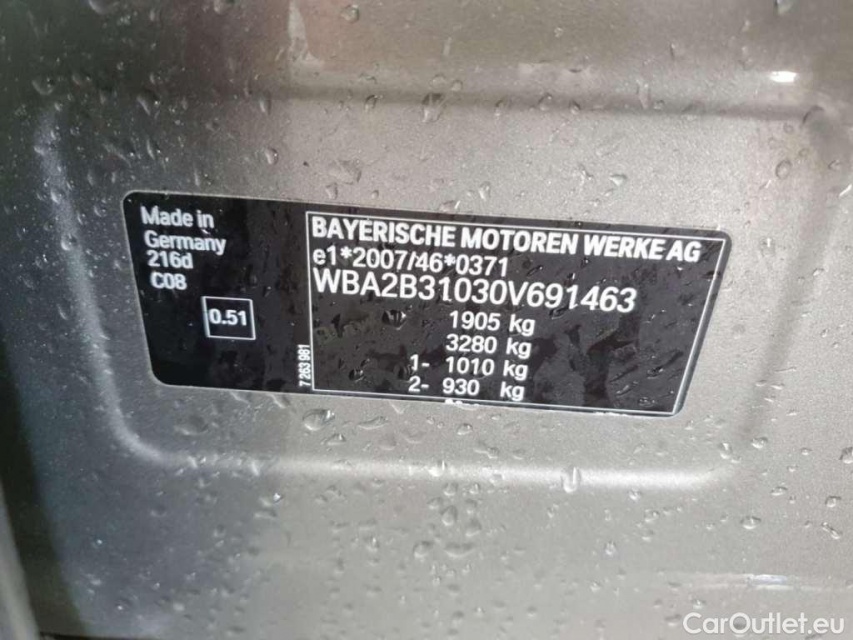 Made in
Germany
216d
C08
0.51
7 263 981
BAYERISCHE MOTOREN WERKE AG
e1*2007/46*0371
WBA2B31030V691463
1905 kg
3280 kg
1- 1010 kg
2- 930 kg
CarOutlet.eu